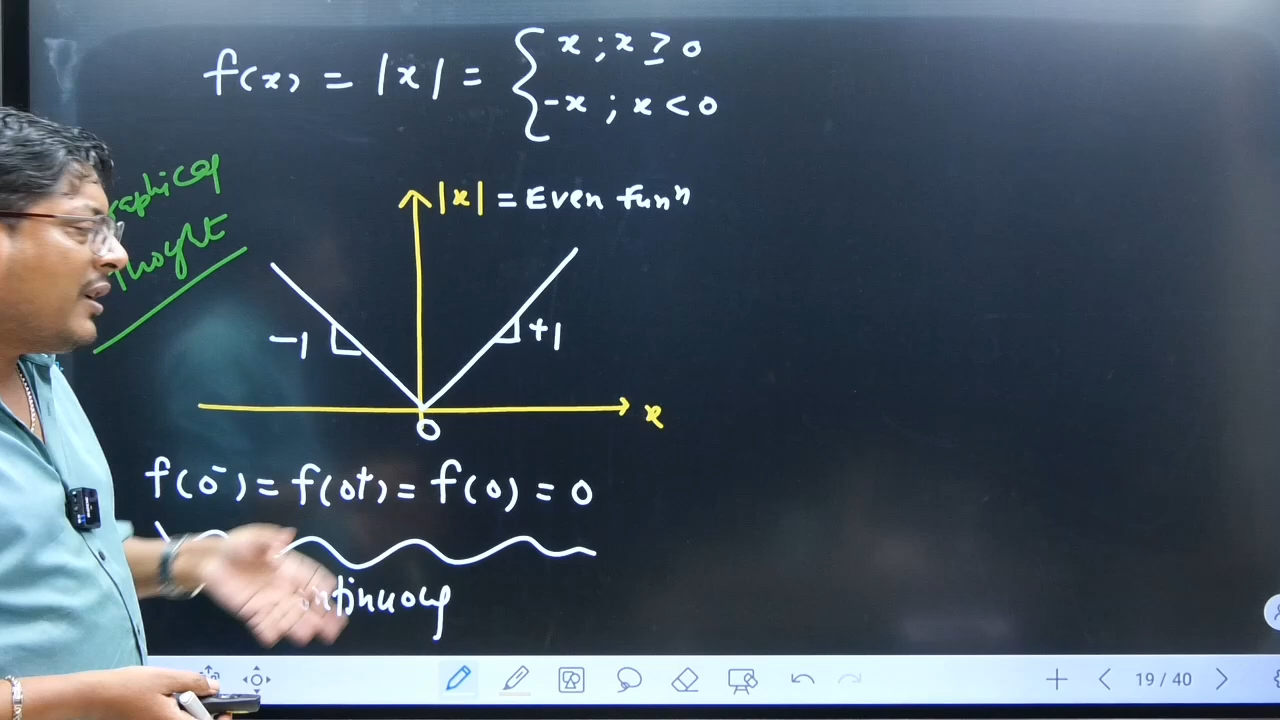 f(x) = |x| = { x ; x ≥ 0
-x ; x < 0
|x| = Even funⁿ
-1
+1
0
x
f(0⁻) = f(0⁺) = f(0) = 0
19 / 40